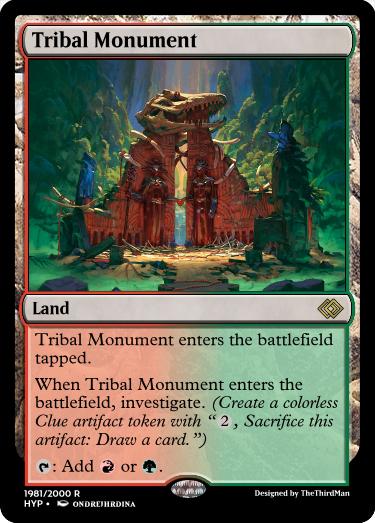 Tribal Monument
Land
Tribal Monument enters the battlefield
tapped.
When Tribal Monument enters the
battlefield, investigate. (Create a colorless
Clue artifact token with “2, Sacrifice this
artifact: Draw a card.”)
: Add or .
1981/2000 R
HYP • ONDREJHRDINA
Designed by TheThirdMan